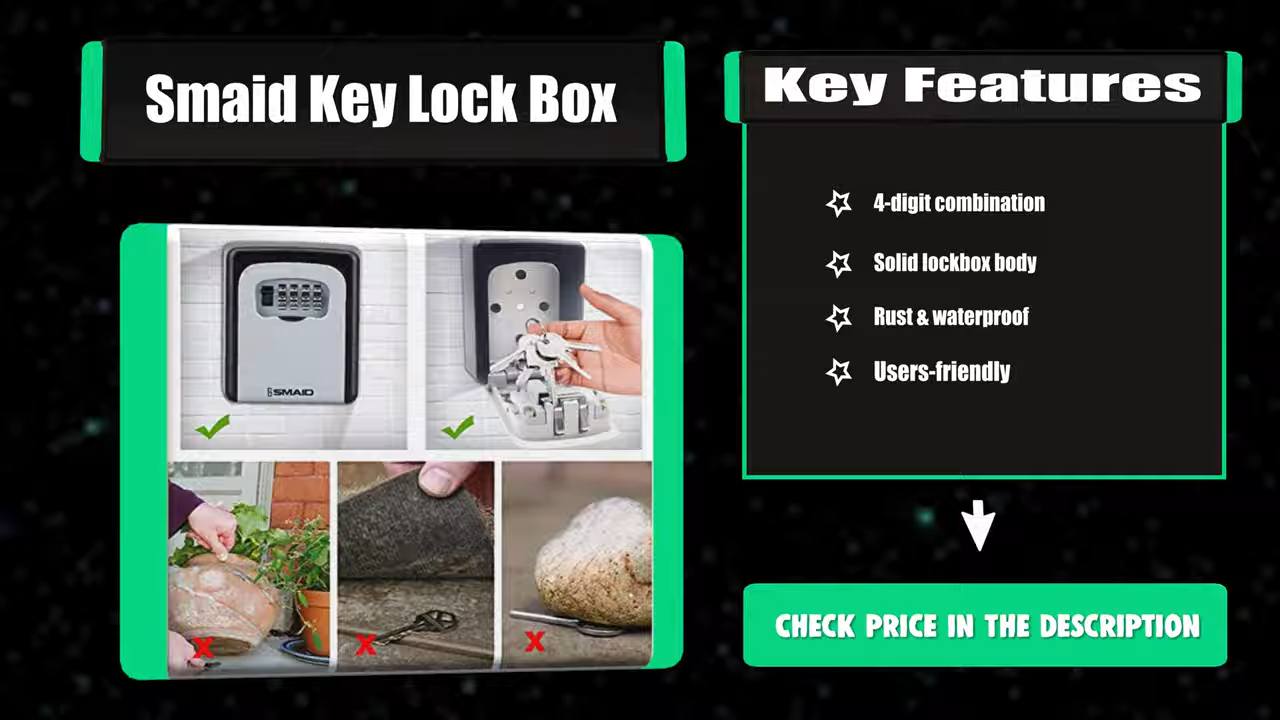 Smaid Key Lock Box
SMAID
Key Features
4-digit combination
Solid lockbox body
Rust & waterproof
Users-friendly
CHECK PRICE IN THE DESCRIPTION